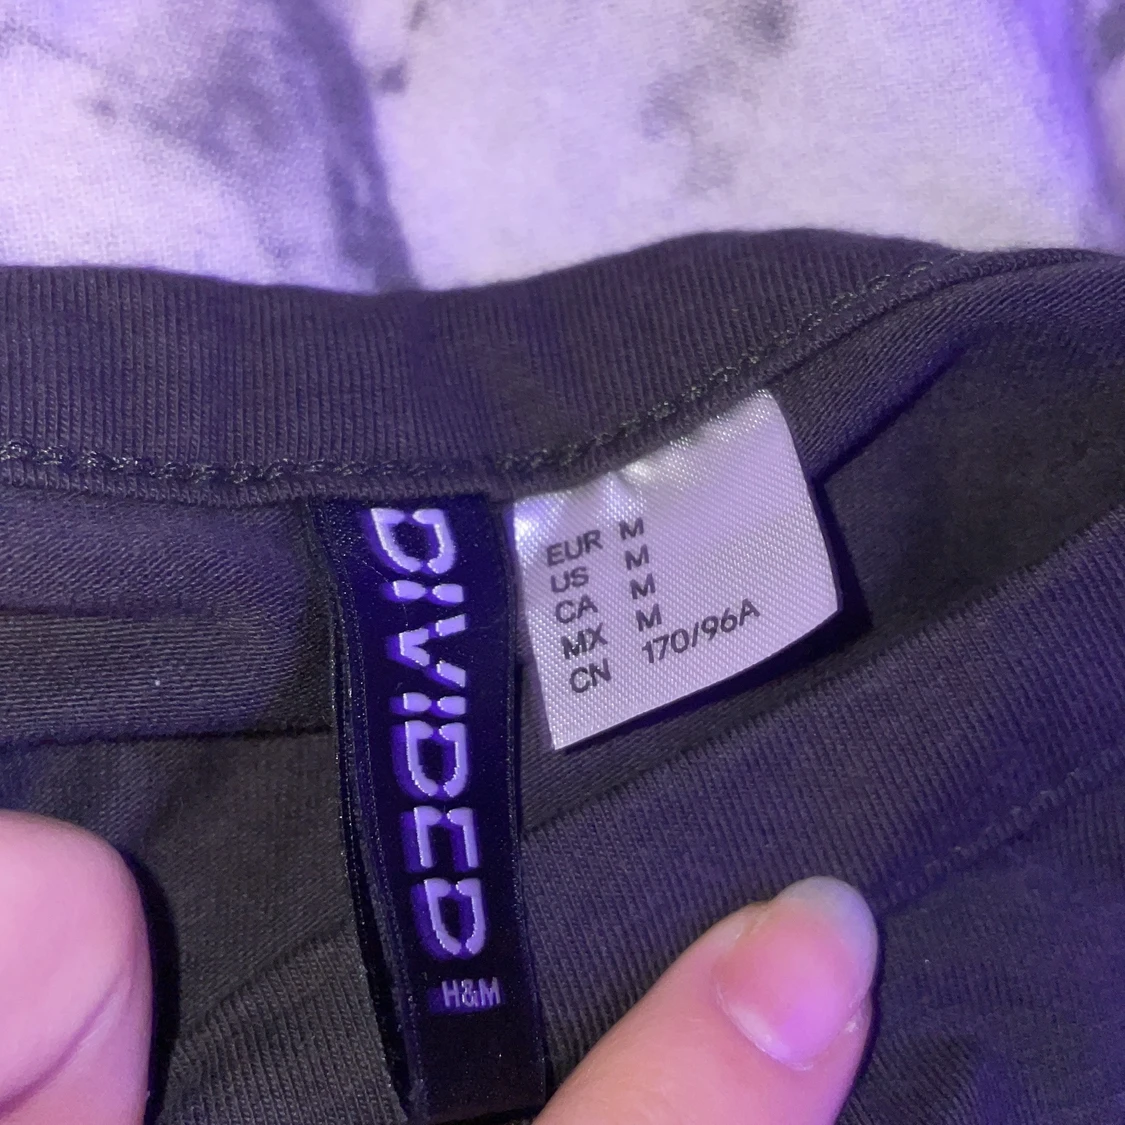 DIVIDED
H&M
EUR M
US M
CA M
MX M
CN 170/96A